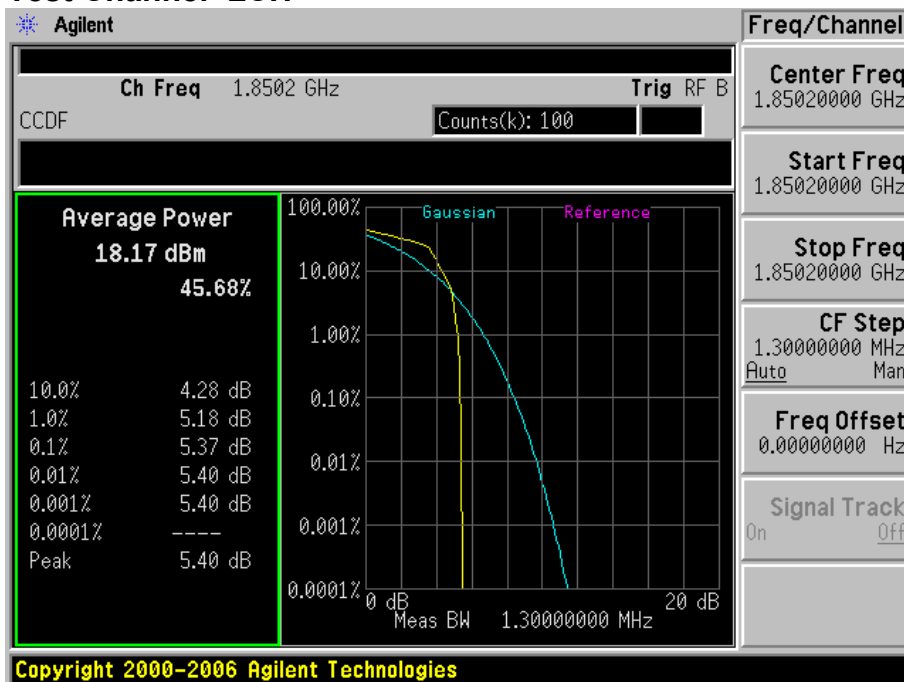 Agilent
Freq/Channel
Ch Freq 1.8502 GHz Trig RF B
CCDF Counts(k): 100
Average Power
18.17 dBm
45.68%
10.0% 4.28 dB
1.0% 5.18 dB
0.1% 5.37 dB
0.01% 5.40 dB
0.001% 5.40 dB
0.0001% ----
Peak 5.40 dB
Gaussian Reference
100.00%
10.00%
1.00%
0.10%
0.01%
0.001%
0.0001%
0 dB 20 dB
Meas BW 1.30000000 MHz
Center Freq
1.85020000 GHz
Start Freq
1.85020000 GHz
Stop Freq
1.85020000 GHz
CF Step
1.30000000 MHz
Auto Man
Freq Offset
0.00000000 Hz
Signal Track
On Off
Copyright 2000-2006 Agilent Technologies